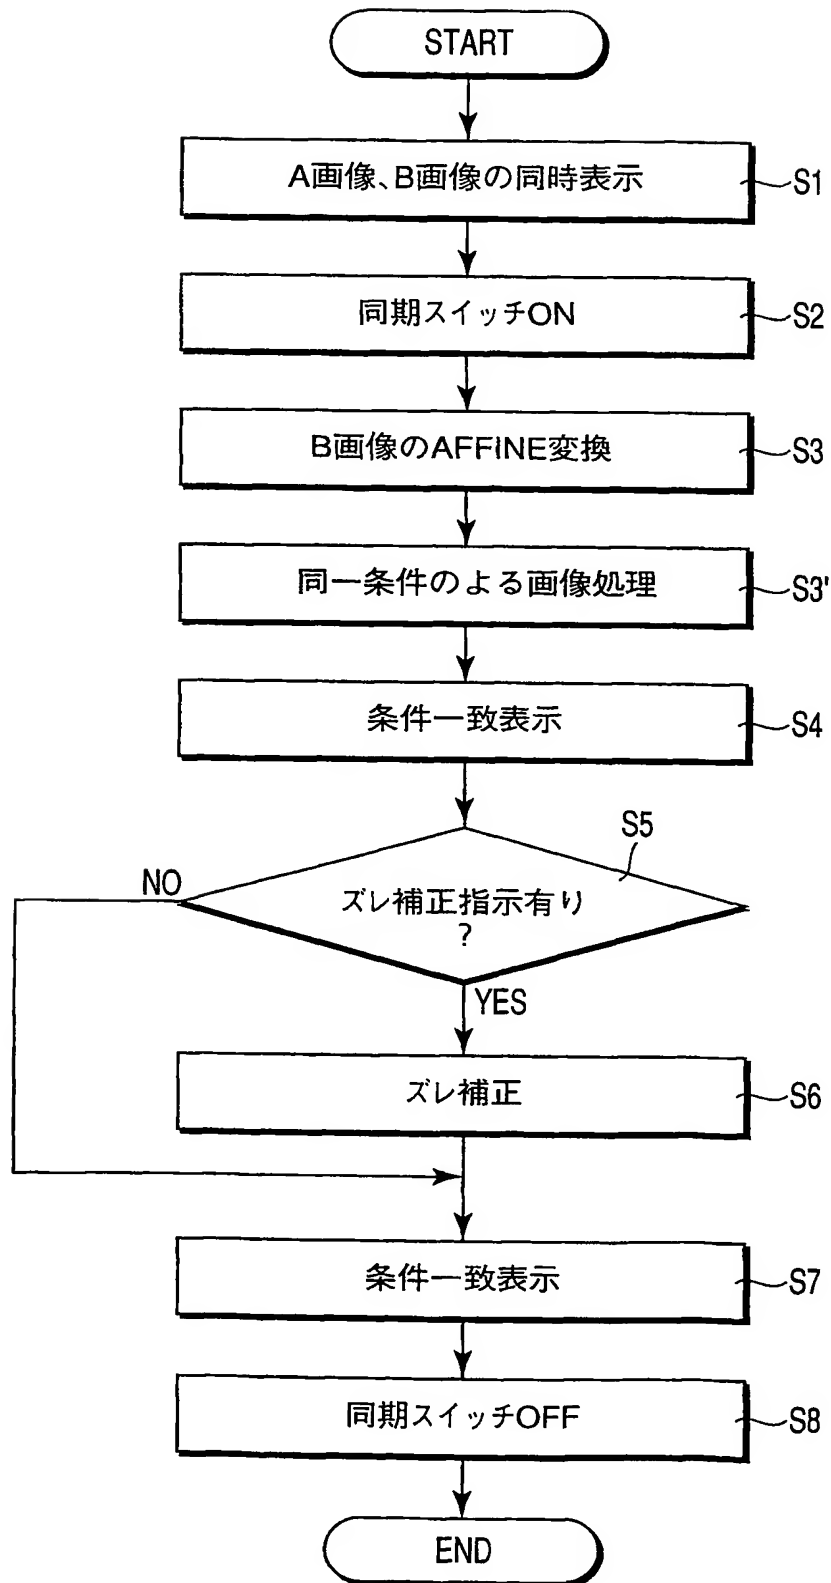 START
A画像、B画像の同時表示
S1
同期スイッチON
S2
B画像のAFFINE変換
S3
同一条件のよる画像処理
S3'
条件一致表示
S4
S5
NO
ズレ補正指示有り
?
YES
ズレ補正
S6
条件一致表示
S7
同期スイッチOFF
S8
END